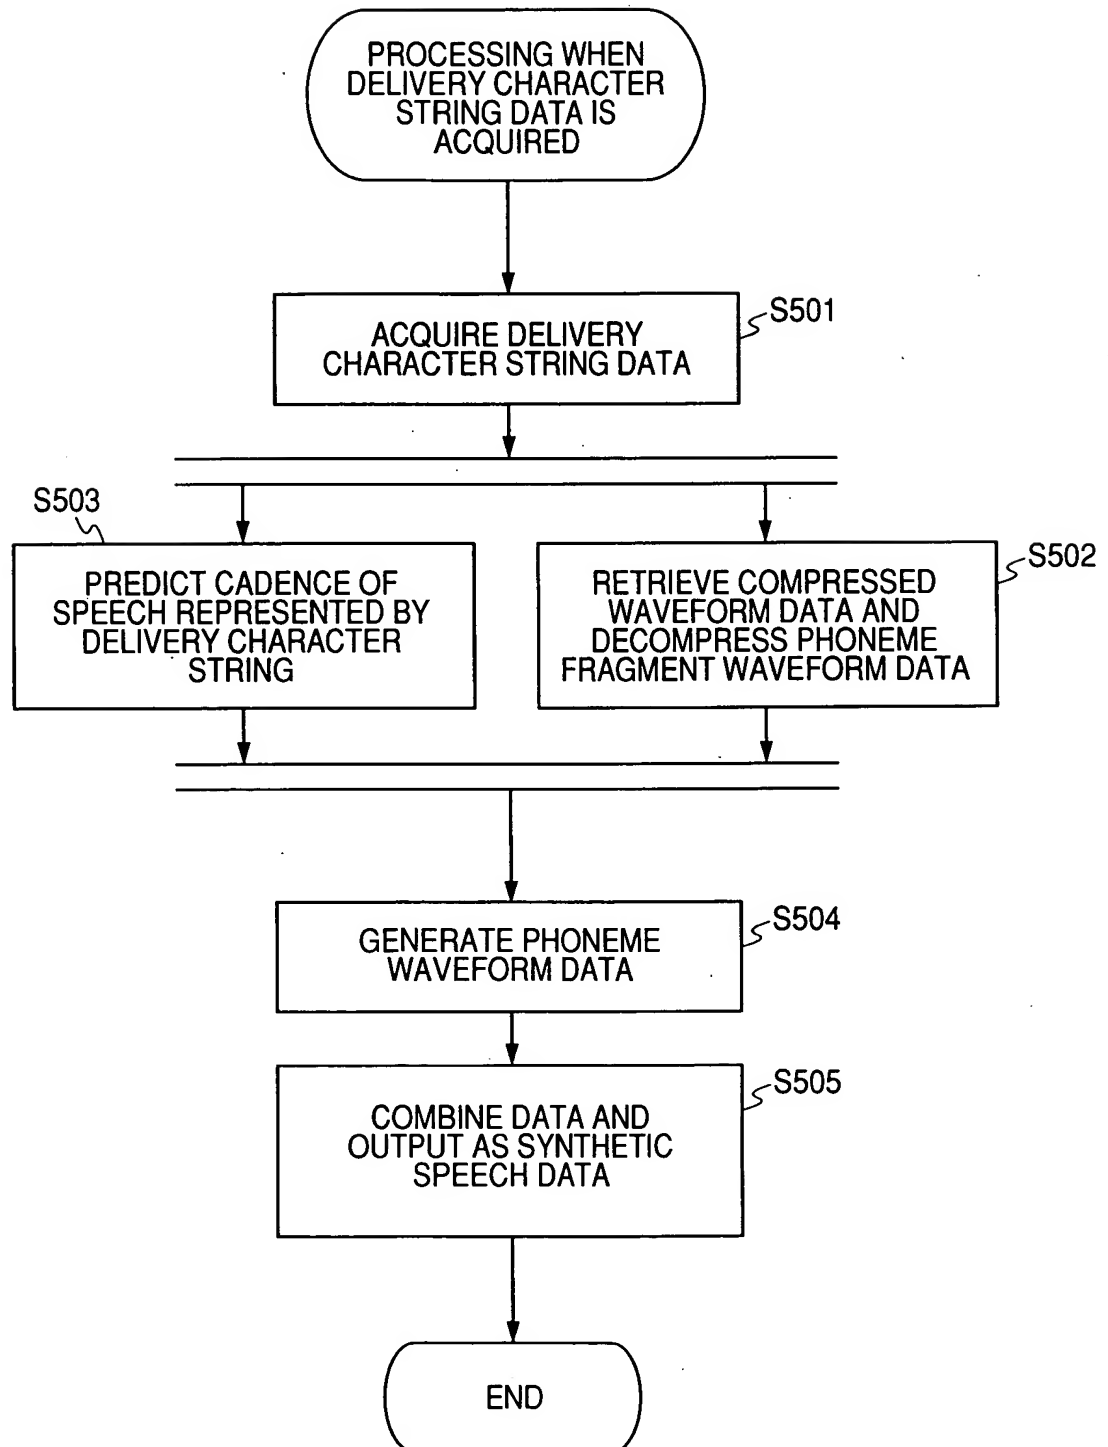 PROCESSING WHEN
DELIVERY CHARACTER
STRING DATA IS
ACQUIRED
S501
ACQUIRE DELIVERY
CHARACTER STRING DATA
S503
PREDICT CADENCE OF
SPEECH REPRESENTED BY
DELIVERY CHARACTER
STRING
S502
RETRIEVE COMPRESSED
WAVEFORM DATA AND
DECOMPRESS PHONEME
FRAGMENT WAVEFORM DATA
S504
GENERATE PHONEME
WAVEFORM DATA
S505
COMBINE DATA AND
OUTPUT AS SYNTHETIC
SPEECH DATA
END